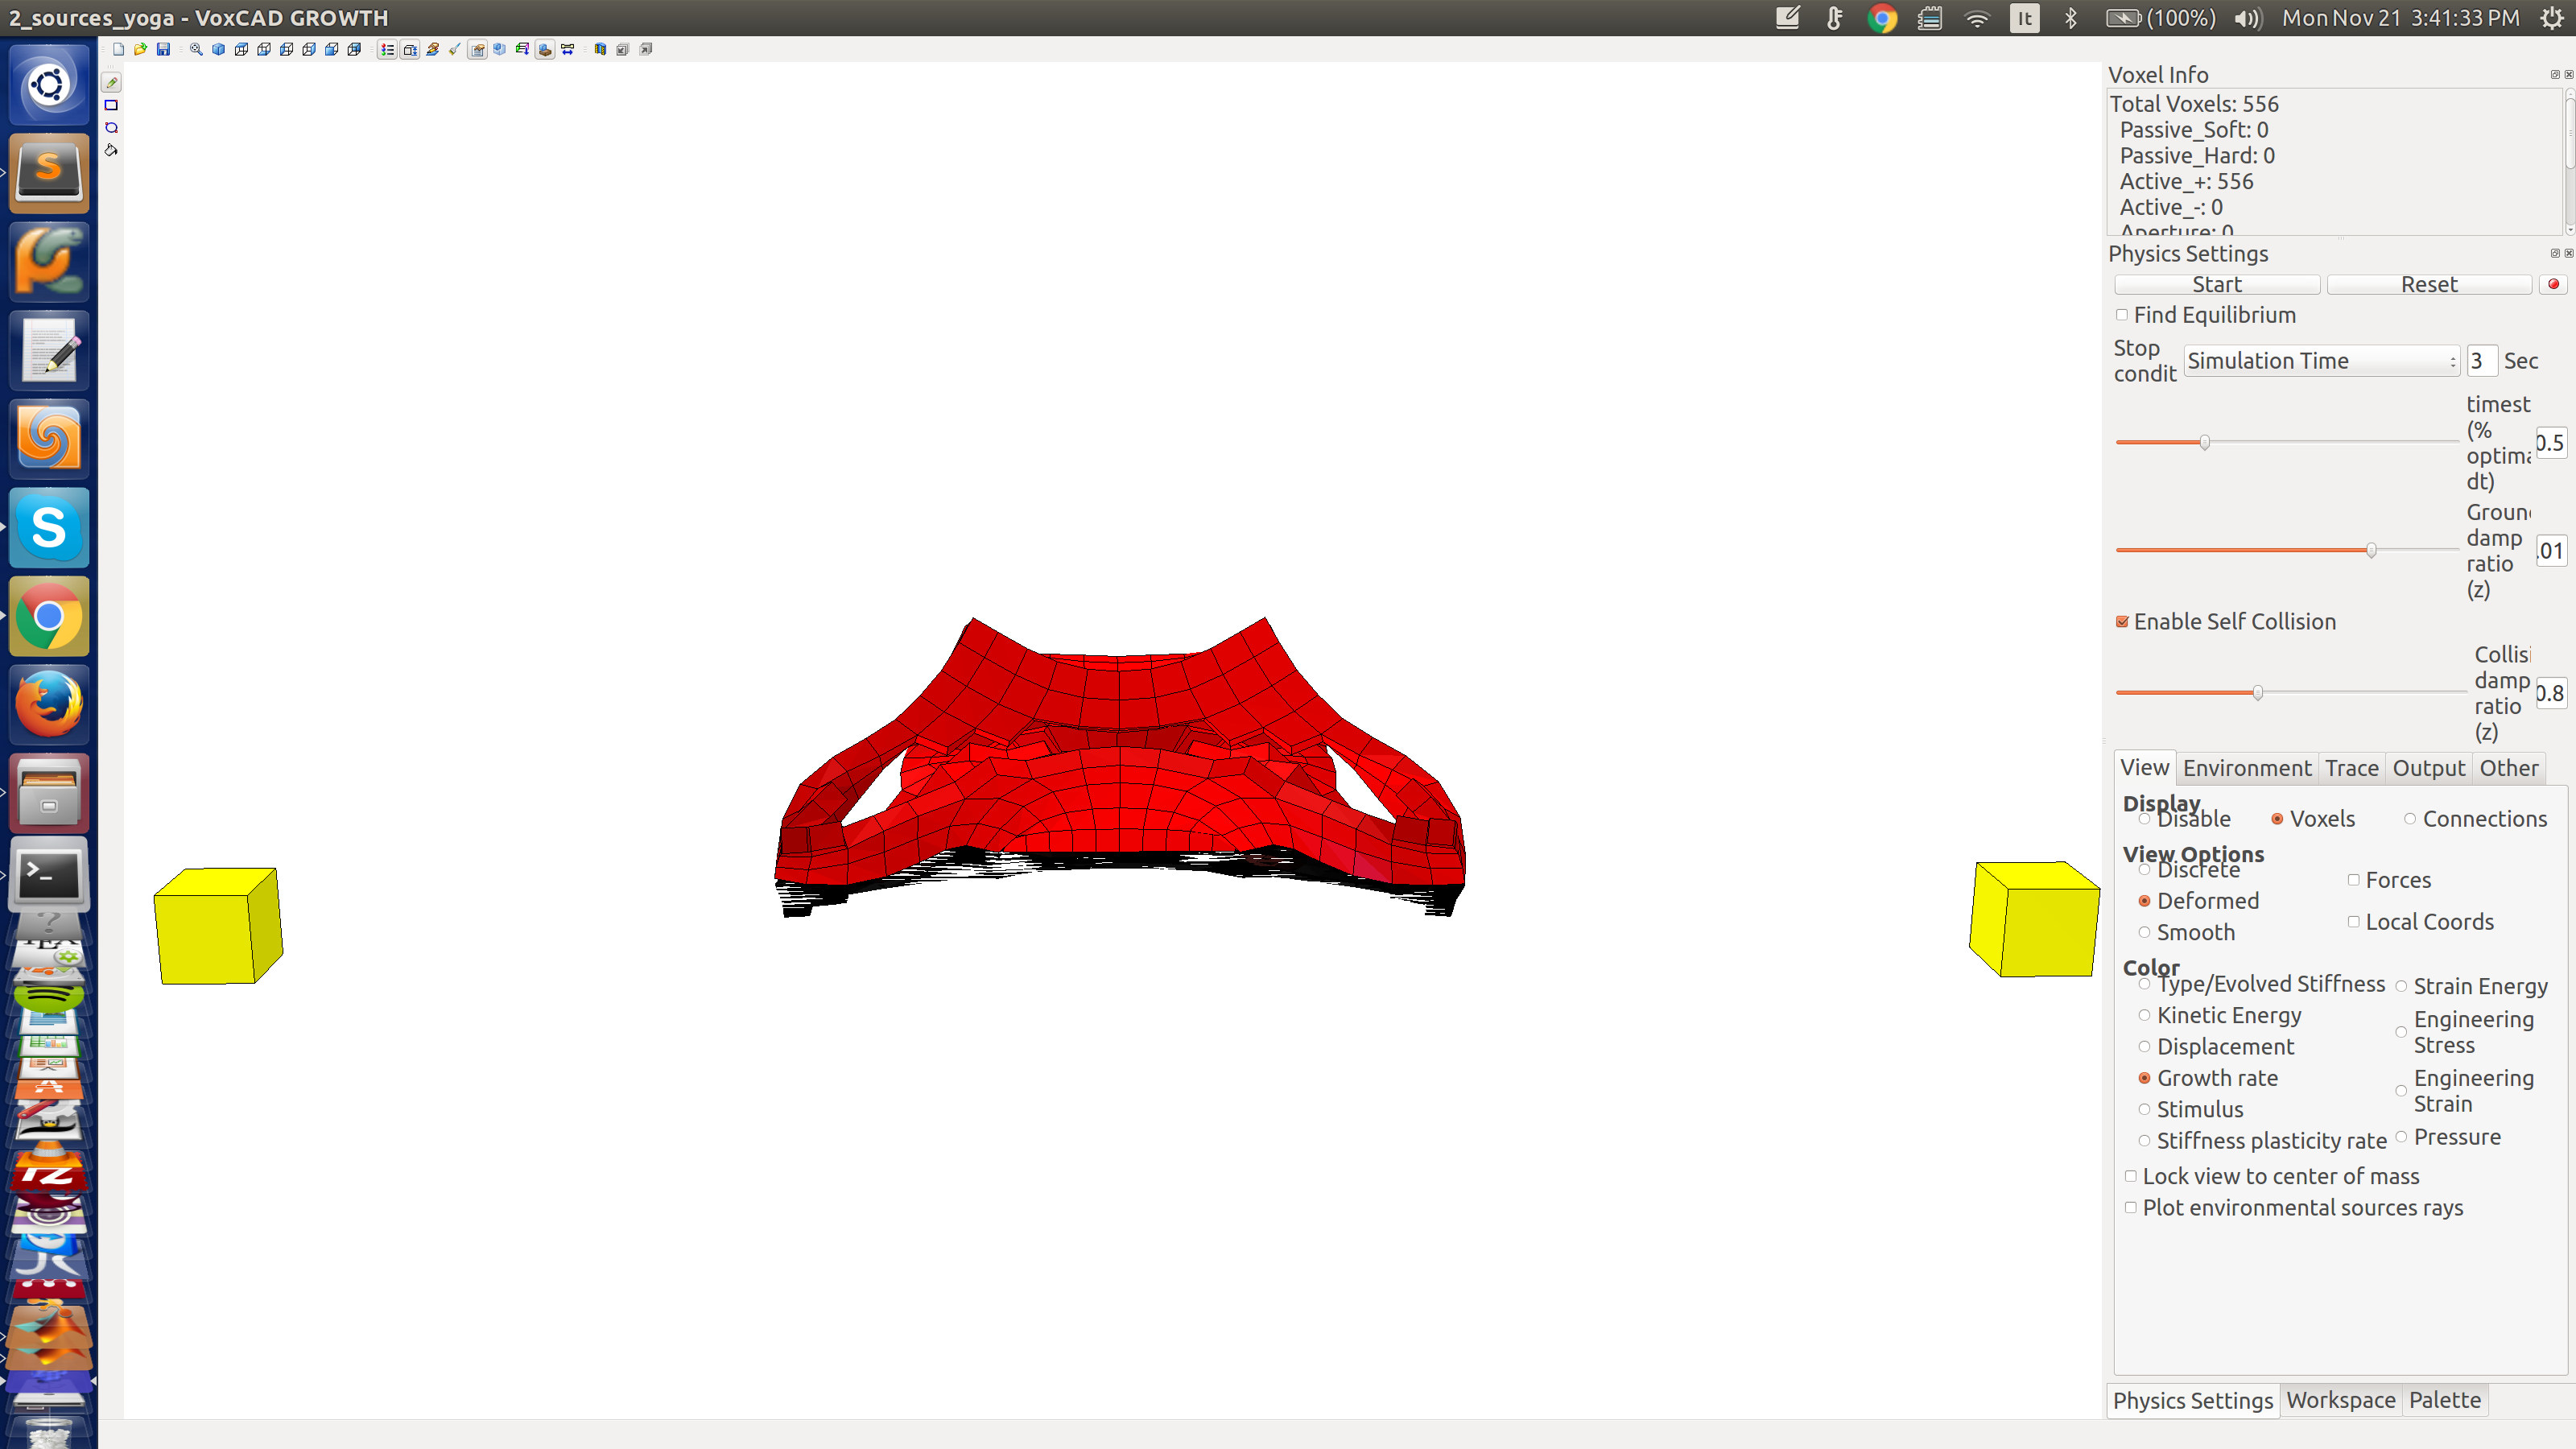 2_sources_yoga - VoxCAD GROWTH
It
(100%)
Mon Nov 21 3:41:33 PM
Voxel Info
Total Voxels: 556
Passive_Soft: 0
Passive_Hard: 0
Active_+: 556
Active_-: 0
Aperture: 0
Physics Settings
Start Reset
Find Equilibrium
Stop
condit
Simulation Time 3 Sec
timest
(%
optima
dt)
0.5
Groun
damp
ratio
(z)
.01
Enable Self Collision
Collisi
damp
ratio
(z)
0.8
View Environment Trace Output Other
Display
Disable Voxels Connections
View Options
Discrete
Forces
Deformed
Local Coords
Smooth
Color
Type/Evolved Stiffness Strain Energy
Kinetic Energy
Engineering
Stress
Displacement
Growth rate
Engineering
Strain
Stimulus
Stiffness plasticity rate Pressure
Lock view to center of mass
Plot environmental sources rays
Physics Settings Workspace Palette